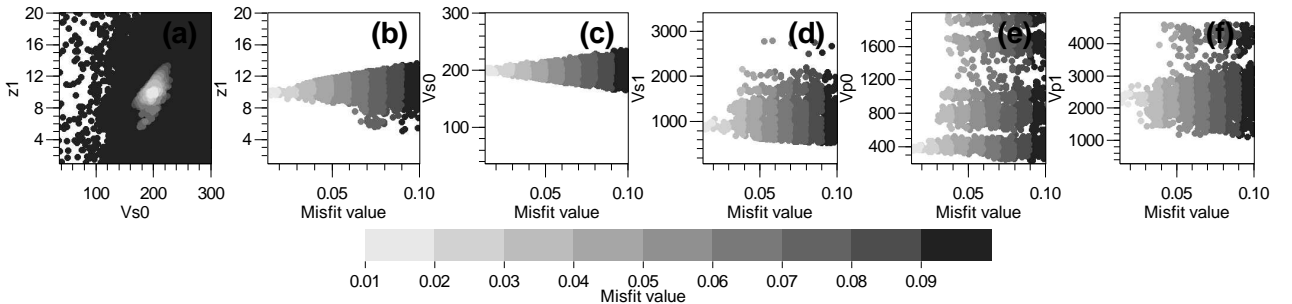 (a) (b) (c) (d) (e) (f)
20 16 12 8 4
z1
100 200 300
Vs0
20 16 12 8 4
z1
0.05 0.10
Misfit value
300 200 100
Vs0
0.05 0.10
Misfit value
3000 2000 1000
Vs1
0.05 0.10
Misfit value
1600 1200 800 400
Vp0
0.05 0.10
Misfit value
4000 3000 2000 1000
Vp1
0.05 0.10
Misfit value
0.01 0.02 0.03 0.04 0.05 0.06 0.07 0.08 0.09
Misfit value